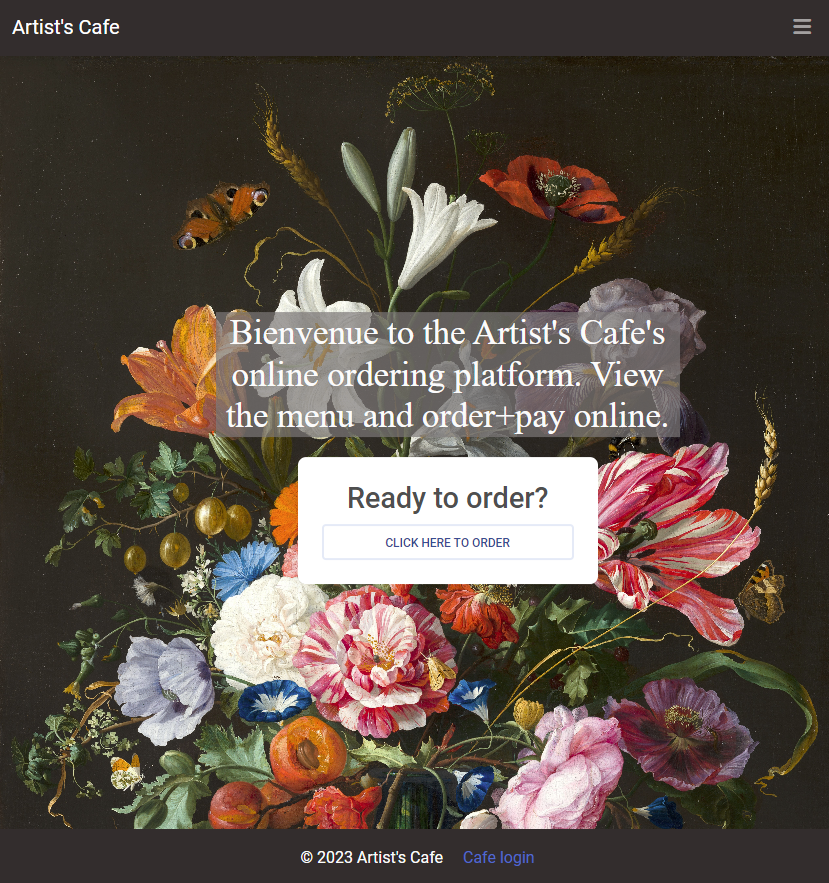 Artist's Cafe
Bienvenue to the Artist's Cafe's
online ordering platform. View
the menu and order+pay online.
Ready to order?
CLICK HERE TO ORDER
© 2023 Artist's Cafe Cafe login